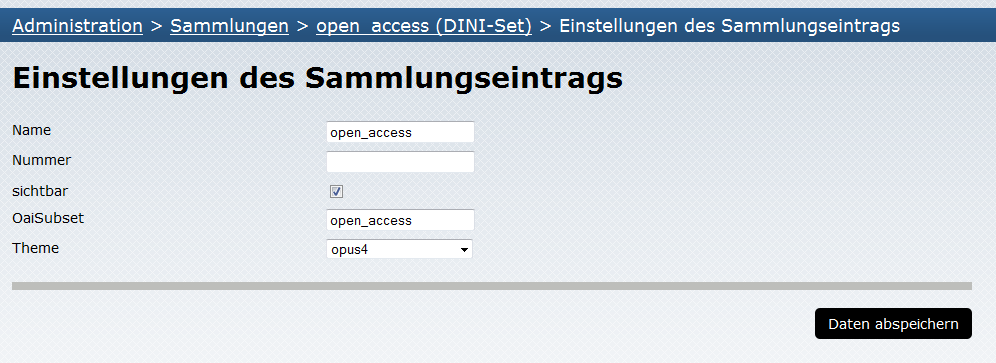 Administration > Sammlungen > open_access (DINI-Set) > Einstellungen des Sammlungseintrags
Einstellungen des Sammlungseintrags
Name open_access
Nummer
sichtbar
OaiSubset open_access
Theme opus4
Daten abspeichern